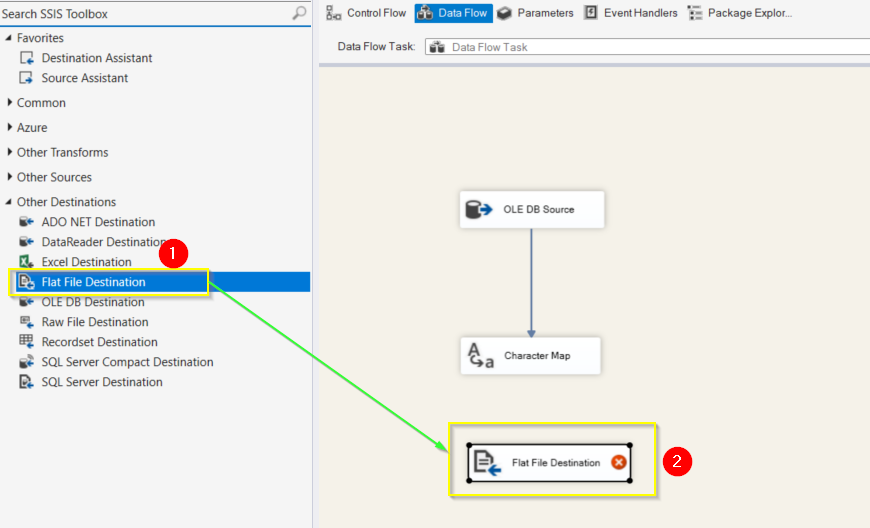 Search SSIS Toolbox
Favorites
Destination Assistant
Source Assistant
Common
Azure
Other Transforms
Other Sources
Other Destinations
ADO NET Destination
DataReader Destination
1
Excel Destination
Flat File Destination
OLE DB Destination
Raw File Destination
Recordset Destination
SQL Server Compact Destination
SQL Server Destination
Control Flow Data Flow Parameters Event Handlers Package Explor...
Data Flow Task: Data Flow Task
OLE DB Source
A a Character Map
Flat File Destination
2